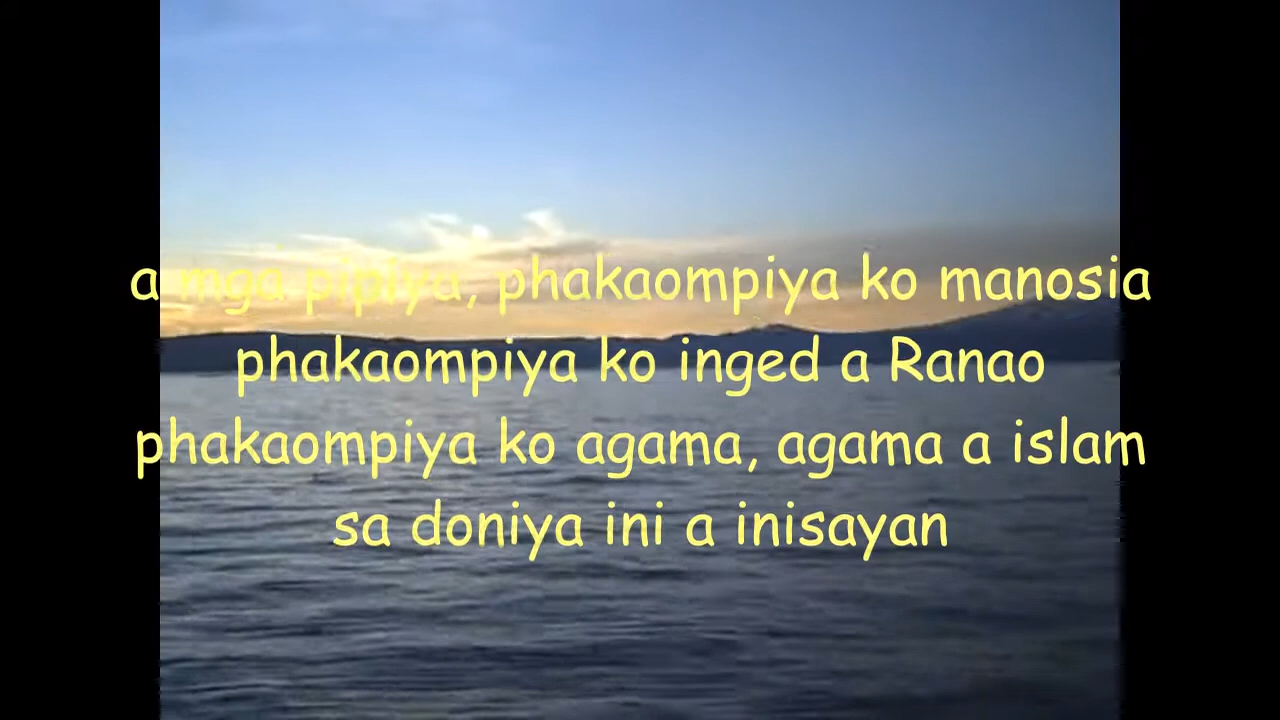 a mga pipiya, phakaompiya ko manosia
phakaompiya ko inged a Ranao
phakaompiya ko agama, agama a islam
sa doniya ini a inisayan